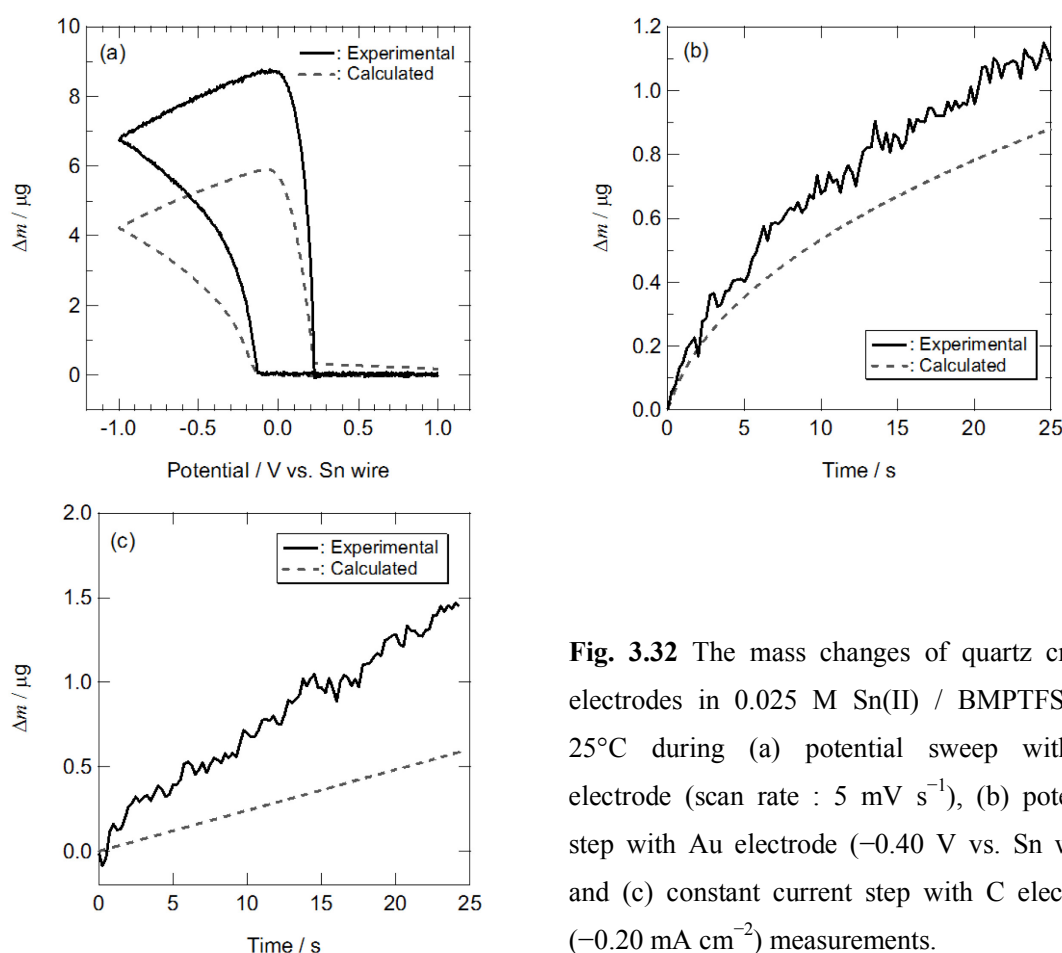 (a)
: Experimental
: Calculated
10
8
6
4
2
0
Δm / μg
-1.0 -0.5 0.0 0.5 1.0
Potential / V vs. Sn wire
(b)
1.2
1.0
0.8
0.6
0.4
0.2
0.0
Δm / μg
: Experimental
: Calculated
0 5 10 15 20 25
Time / s
(c)
: Experimental
: Calculated
2.0
1.5
1.0
0.5
0.0
Δm / μg
0 5 10 15 20 25
Time / s
Fig. 3.32 The mass changes of quartz
electrodes in 0.025 M Sn(II) /
25°C during (a) potential sweep
electrode (scan rate : 5 mV s⁻¹), (b)
step with Au electrode (−0.40 V vs. Sn
and (c) constant current step with C
(−0.20 mA cm⁻²) measurements.